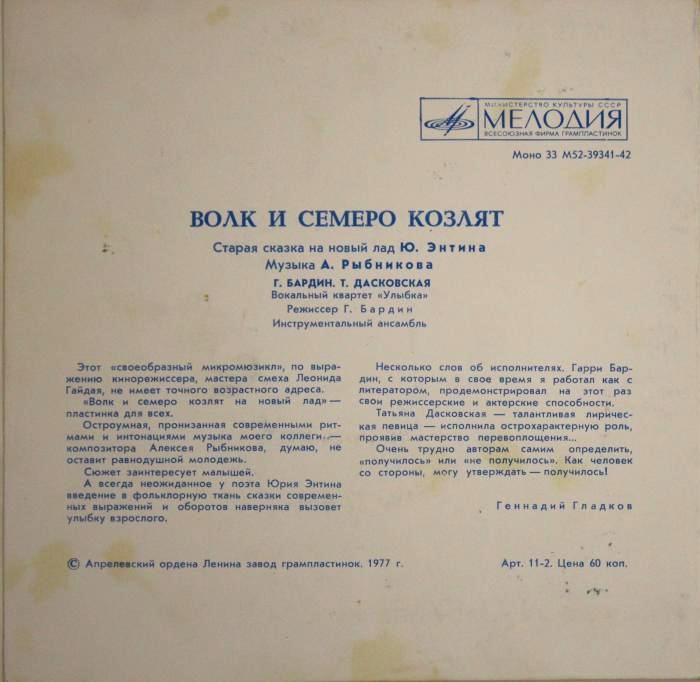 МИНИСТЕРСТВО КУЛЬТУРЫ СССР
МЕЛОДИЯ
ВСЕСОЮЗНАЯ ФИРМА ГРАМПЛАСТИНОК
Моно 33 М52-39341-42
ВОЛК И СЕМЕРО КОЗЛЯТ
Старая сказка на новый лад Ю. Энтина
Музыка А. Рыбникова
Г. БАРДИН, Т. ДАСКОВСКАЯ
Вокальный квартет «Улыбка»
Режиссер Г. Бардин
Инструментальный ансамбль
Этот «своеобразный микромюзикл», по выра-
жению кинорежиссера, мастера смеха Леонида
Гайдая, не имеет точного возрастного адреса.
«Волк и семеро козлят на новый лад» —
пластинка для всех.
Остроумная, пронизанная современными рит-
мами и интонациями музыка моего коллеги —
композитора Алексея Рыбникова, думаю, не
оставит равнодушной молодежь.
Сюжет заинтересует малышей.
А всегда неожиданное у поэта Юрия Энтина
введение в фольклорную ткань сказки современ-
ных выражений и оборотов наверняка вызовет
улыбку взрослого.
Несколько слов об исполнителях. Гарри Бар-
дин, с которым в свое время я работал как с
литератором, продемонстрировал на этот раз
свои режиссерские и актерские способности.
Татьяна Дасковская — талантливая лиричес-
кая певица — исполнила острохарактерную роль,
проявив мастерство перевоплощения...
Очень трудно авторам самим определить,
«получилось» или «не получилось». Как человек
со стороны, могу утверждать — получилось!
Геннадий Гладков
© Апрелевский ордена Ленина завод грампластинок. 1977 г.
Арт. 11-2. Цена 60 коп.